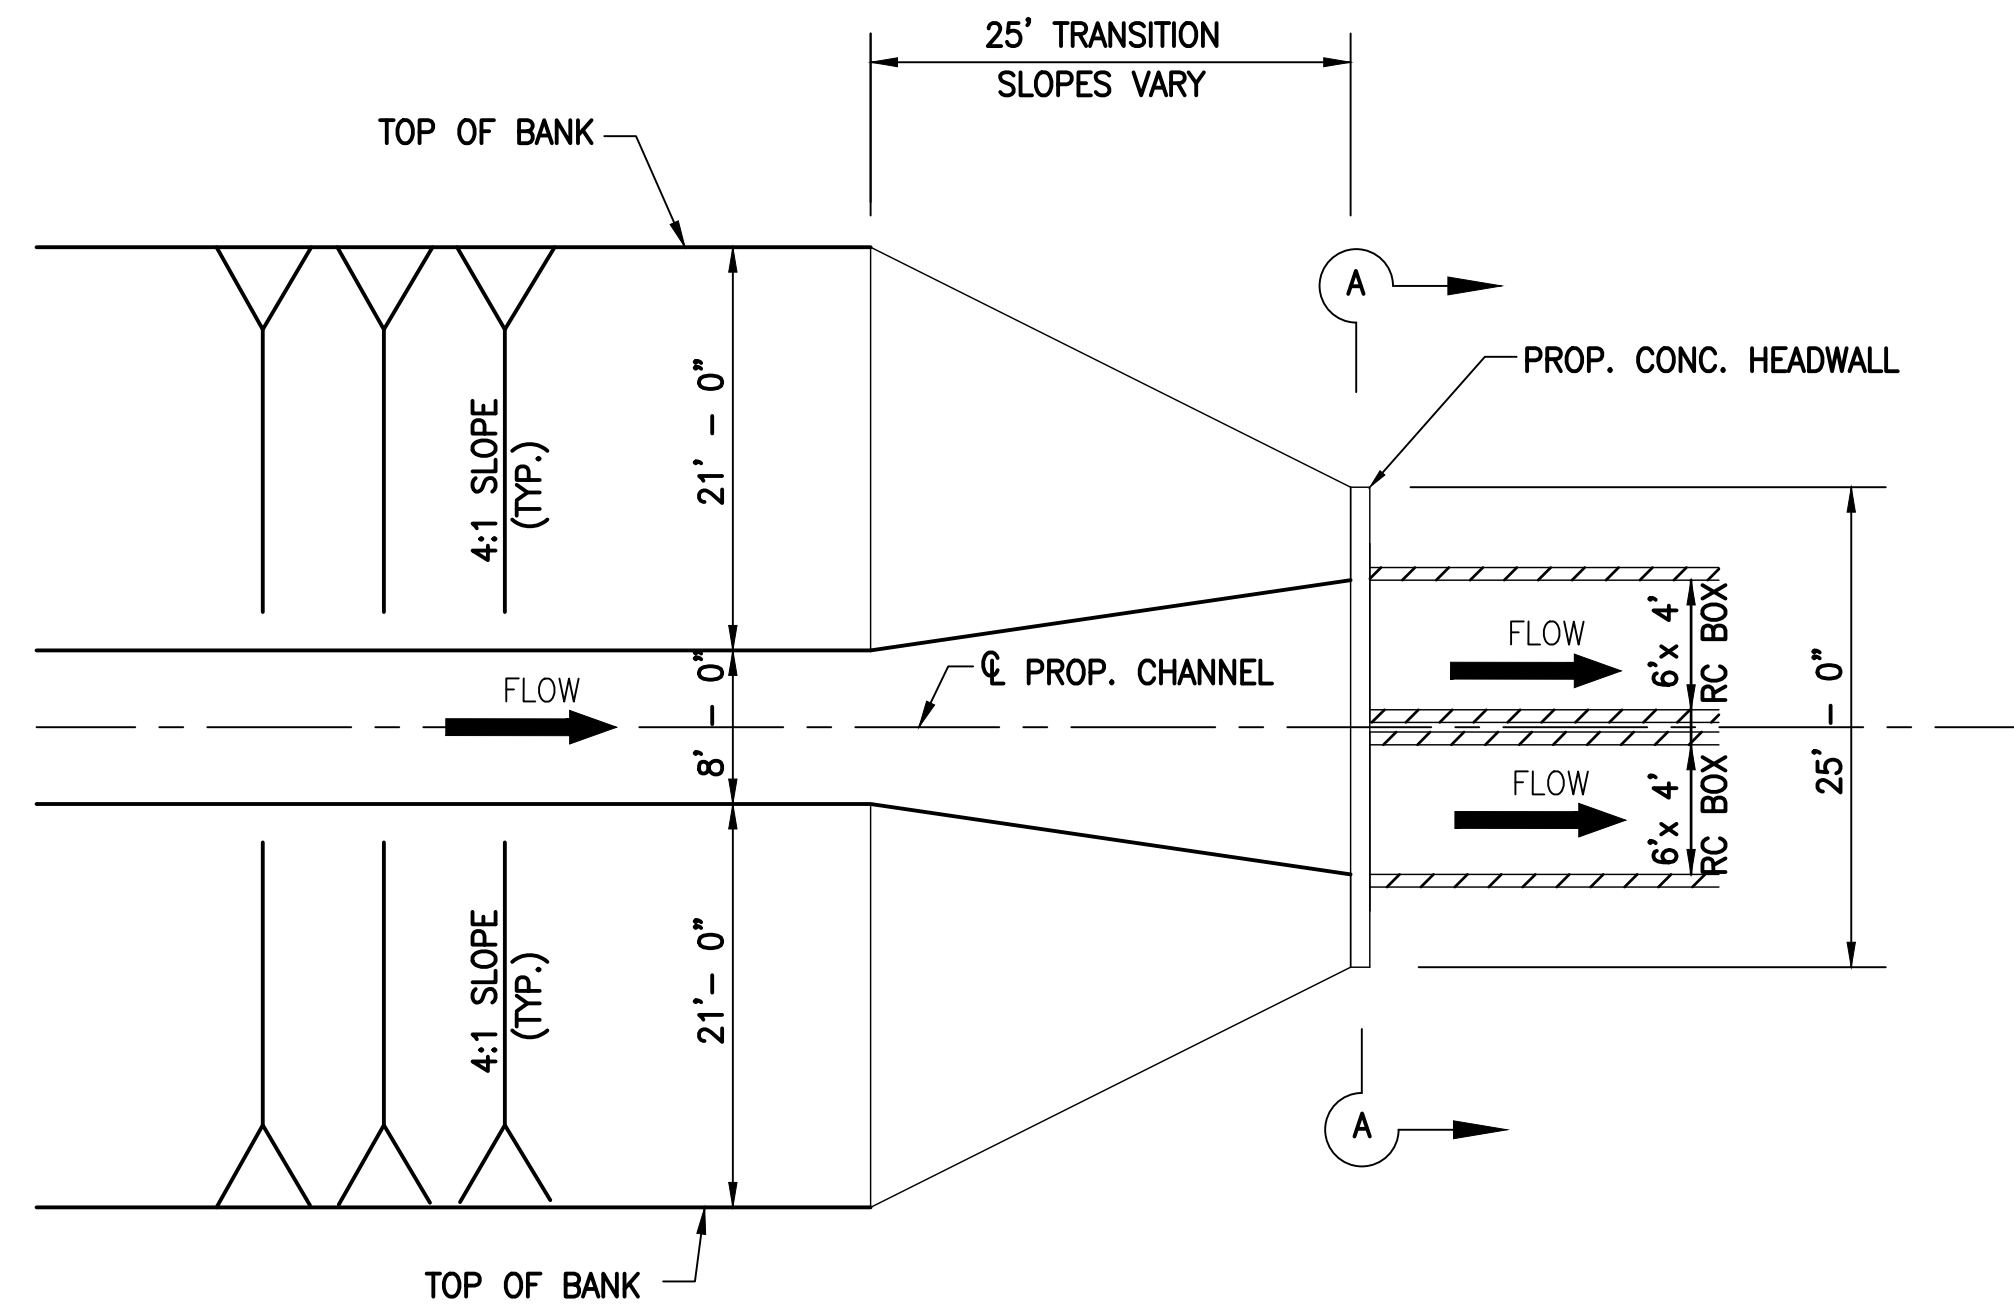 25' TRANSITION
SLOPES VARY
TOP OF BANK
A
PROP. CONC. HEADWALL
21' - 0"
4:1 SLOPE
(TYP.)
FLOW
6'x 4'
RC BOX
℄ PROP. CHANNEL
FLOW
8' - 0"
25' - 0"
FLOW
6'x 4'
RC BOX
21'- 0"
4:1 SLOPE
(TYP.)
A
TOP OF BANK